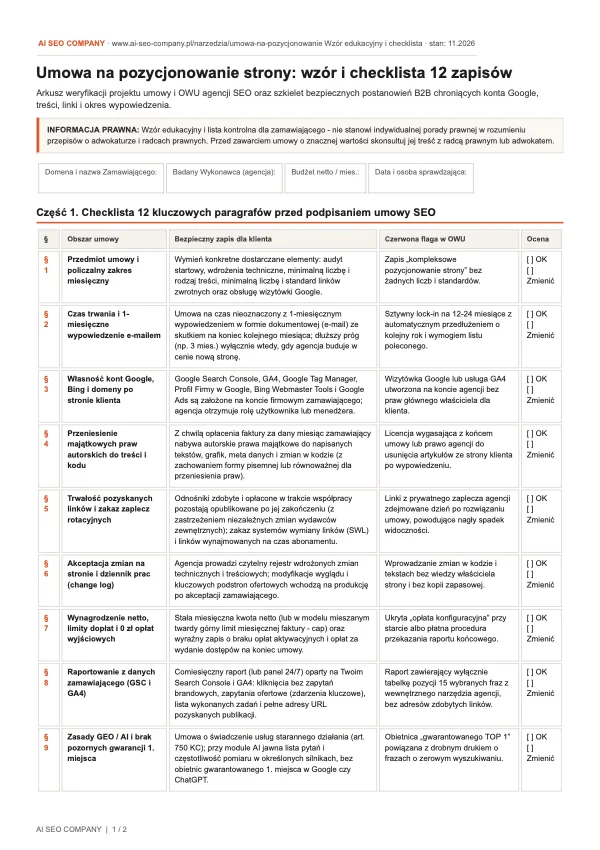 AI SEO COMPANY · www.ai-seo-company.pl/narzedzia/umowa-na-pozycjonowanie Wzór edukacyjny i checklista · stan: 11.2026
Umowa na pozycjonowanie strony: wzór i checklista 12 zapisów
Arkusz weryfikacji projektu umowy i OWU agencji SEO oraz szkielet bezpiecznych postanowień B2B chroniących konta Google,
treści, linki i okres wypowiedzenia.
INFORMACJA PRAWNA: Wzór edukacyjny i lista kontrolna dla zamawiającego - nie stanowi indywidualnej porady prawnej w rozumieniu
przepisów o adwokaturze i radcach prawnych. Przed zawarciem umowy o znacznej wartości skonsultuj jej treść z radcą prawnym lub adwokatem.
Domena i nazwa Zamawiającego:
Badany Wykonawca (agencja):
Budżet netto / mies.:
Data i osoba sprawdzająca:
Część 1. Checklista 12 kluczowych paragrafów przed podpisaniem umowy SEO
§ Obszar umowy Bezpieczny zapis dla klienta Czerwona flaga w OWU Ocena
§
1
Przedmiot umowy i
policzalny zakres
miesięczny
Wymień konkretne dostarczane elementy: audyt
startowy, wdrożenia techniczne, minimalną liczbę i
rodzaj treści, minimalną liczbę i standard linków
zwrotnych oraz obsługę wizytówki Google.
Zapis „kompleksowe
pozycjonowanie strony” bez
żadnych liczb i standardów.
[ ] OK
[ ]
Zmienić
§
2
Czas trwania i 1-
miesięczne
wypowiedzenie e-mailem
Umowa na czas nieoznaczony z 1-miesięcznym
wypowiedzeniem w formie dokumentowej (e-mail) ze
skutkiem na koniec kolejnego miesiąca; dłuższy próg
(np. 3 mies.) wyłącznie wtedy, gdy agencja buduje w
cenie nową stronę.
Sztywny lock-in na 12-24 miesiące z
automatycznym przedłużeniem o
kolejny rok i wymogiem listu
poleconego.
[ ] OK
[ ]
Zmienić
§
3
Własność kont Google,
Bing i domeny po
stronie klienta
Google Search Console, GA4, Google Tag Manager,
Profil Firmy w Google, Bing Webmaster Tools i Google
Ads są założone na koncie firmowym zamawiającego;
agencja otrzymuje rolę użytkownika lub menedżera.
Wizytówka Google lub usługa GA4
utworzona na koncie agencji bez
praw głównego właściciela dla
klienta.
[ ] OK
[ ]
Zmienić
§
4
Przeniesienie
majątkowych praw
autorskich do treści i
kodu
Z chwilą opłacenia faktury za dany miesiąc zamawiający
nabywa autorskie prawa majątkowe do napisanych
tekstów, grafik, meta danych i zmian w kodzie (z
zachowaniem formy pisemnej lub równoważnej dla
przeniesienia praw).
Licencja wygasająca z końcem
umowy lub prawo agencji do
usunięcia artykułów ze strony klienta
po wypowiedzeniu.
[ ] OK
[ ]
Zmienić
§
5
Trwałość pozyskanych
linków i zakaz zaplecz
rotacyjnych
Odnośniki zdobyte i opłacone w trakcie współpracy
pozostają opublikowane po jej zakończeniu (z
zastrzeżeniem niezależnych zmian wydawców
zewnętrznych); zakaz systemów wymiany linków (SWL)
i linków wynajmowanych na czas abonamentu.
Linki z prywatnego zaplecza agencji
zdejmowane dzień po rozwiązaniu
umowy, powodujące nagły spadek
widoczności.
[ ] OK
[ ]
Zmienić
§
6
Akceptacja zmian na
stronie i dziennik prac
(change log)
Agencja prowadzi czytelny rejestr wdrożonych zmian
technicznych i treściowych; modyfikacje wyglądu i
kluczowych podstron ofertowych wchodzą na produkcję
po akceptacji zamawiającego.
Wprowadzanie zmian w kodzie i
tekstach bez wiedzy właściciela
strony i bez kopii zapasowej.
[ ] OK
[ ]
Zmienić
§
7
Wynagrodzenie netto,
limity dopłat i 0 zł opłat
wyjściowych
Stała miesięczna kwota netto (lub w modelu mieszanym
twardy górny limit miesięcznej faktury - cap) oraz
wyraźny zapis o braku opłat aktywacyjnych i opłat za
wydanie dostępów na koniec umowy.
Ukryta „opłata konfiguracyjna” przy
starcie albo płatna procedura
przekazania raportu końcowego.
[ ] OK
[ ]
Zmienić
§
8
Raportowanie z danych
zamawiającego (GSC i
GA4)
Comiesięczny raport (lub panel 24/7) oparty na Twoim
Search Console i GA4: kliknięcia bez zapytań
brandowych, zapytania ofertowe (zdarzenia kluczowe),
lista wykonanych zadań i pełne adresy URL
pozyskanych publikacji.
Raport zawierający wyłącznie
tabelkę pozycji 15 wybranych fraz z
wewnętrznego narzędzia agencji,
bez adresów zdobytych linków.
[ ] OK
[ ]
Zmienić
§
9
Zasady GEO / AI i brak
pozornych gwarancji 1.
miejsca
Umowa o świadczenie usług starannego działania (art.
750 KC); przy module AI jawna lista pytań i
częstotliwość pomiaru w określonych silnikach, bez
obietnic gwarantowanego 1. miejsca w Google czy
ChatGPT.
Obietnica „gwarantowanego TOP 1”
powiązana z drobnym drukiem o
frazach o zerowym wyszukiwaniu.
[ ] OK
[ ]
Zmienić
AI SEO COMPANY | 1 / 2